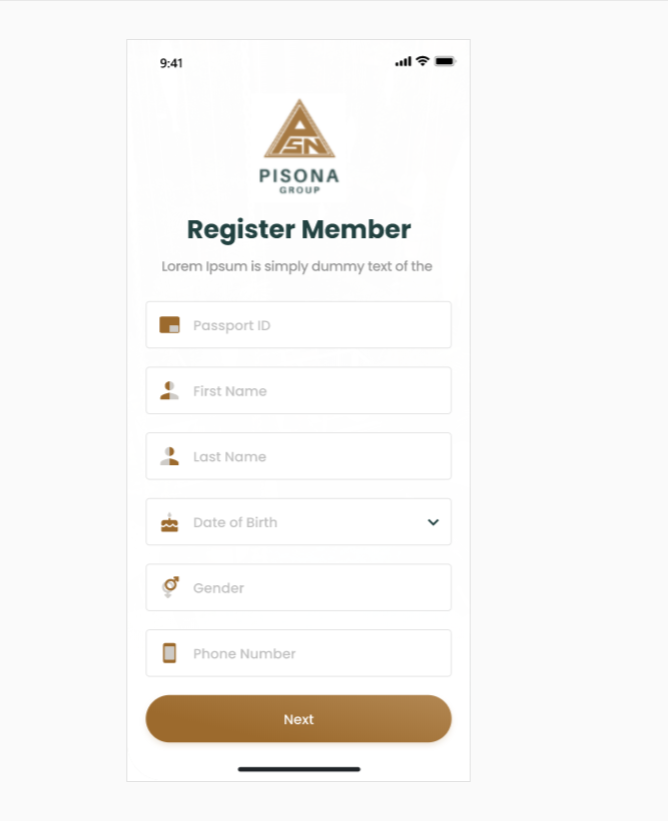 9:41
PSN
PISONA
GROUP
Register Member
Lorem Ipsum is simply dummy text of the
Passport ID
First Name
Last Name
Date of Birth
Gender
Phone Number
Next